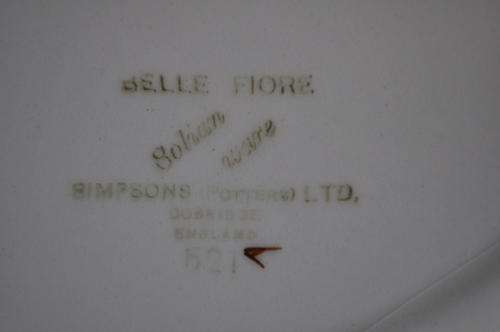 BELLE FIORE
Solian
ware
SIMPSONS (POTTERS) LTD.
COBRIDGE
ENGLAND
521